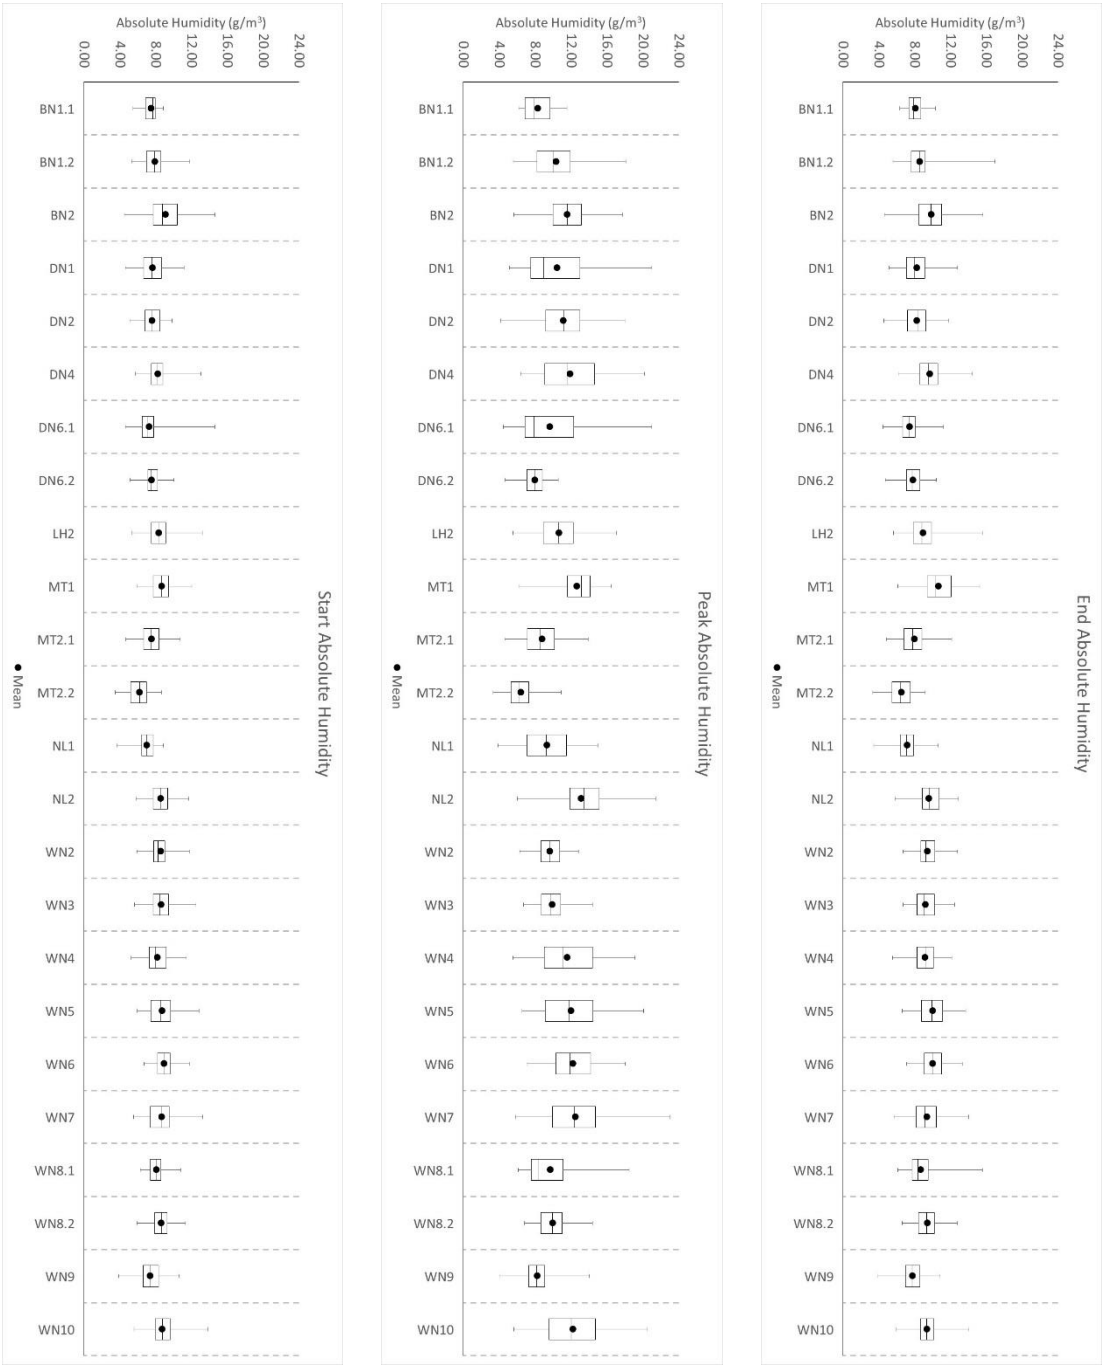 Start Absolute Humidity
Absolute Humidity (g/m³)
24.00
20.00
16.00
12.00
8.00
4.00
0.00
BN1.1
BN1.2
BN2
DN1
DN2
DN4
DN6.1
DN6.2
LH2
MT1
MT2.1
MT2.2
NL1
NL2
WN2
WN3
WN4
WN5
WN6
WN7
WN8.1
WN8.2
WN9
WN10
● Mean
Peak Absolute Humidity
Absolute Humidity (g/m³)
24.00
20.00
16.00
12.00
8.00
4.00
0.00
BN1.1
BN1.2
BN2
DN1
DN2
DN4
DN6.1
DN6.2
LH2
MT1
MT2.1
MT2.2
NL1
NL2
WN2
WN3
WN4
WN5
WN6
WN7
WN8.1
WN8.2
WN9
WN10
● Mean
End Absolute Humidity
Absolute Humidity (g/m³)
24.00
20.00
16.00
12.00
8.00
4.00
0.00
BN1.1
BN1.2
BN2
DN1
DN2
DN4
DN6.1
DN6.2
LH2
MT1
MT2.1
MT2.2
NL1
NL2
WN2
WN3
WN4
WN5
WN6
WN7
WN8.1
WN8.2
WN9
WN10
● Mean